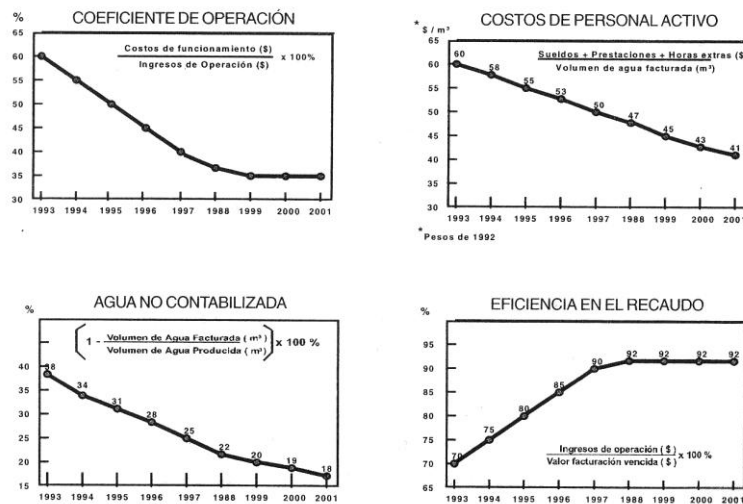 COEFICIENTE DE OPERACIÓN
%
65
60
55
50
45
40
35
30
Costos de funcionamiento ($)
Ingresos de Operación ($)
x 100%
1993 1994 1995 1996 1997 1988 1999 2000 2001
COSTOS DE PERSONAL ACTIVO
* $ / m³
65
60
55
50
45
40
35
30
Sueldos + Prestaciones + Horas extras ($
Volumen de agua facturada (m³)
60 58 55 53 50 47 45 43 41
1993 1994 1995 1996 1997 1988 1999 2000 2001
* Pesos de 1992
AGUA NO CONTABILIZADA
%
40
35
30
25
20
15
( 1 - Volumen de Agua Facturada ( m³ )
Volumen de Agua Producida ( m³ ) ) x 100 %
38 34 31 28 25 22 20 19 18
1993 1994 1995 1996 1997 1988 1999 2000 2001
EFICIENCIA EN EL RECAUDO
%
95
90
85
80
75
70
65
70 75 80 85 90 92 92 92 92
Ingresos de operación ( $ )
Valor facturación vencida ( $ )
x 100 %
1993 1994 1995 1996 1997 1988 1999 2000 2001